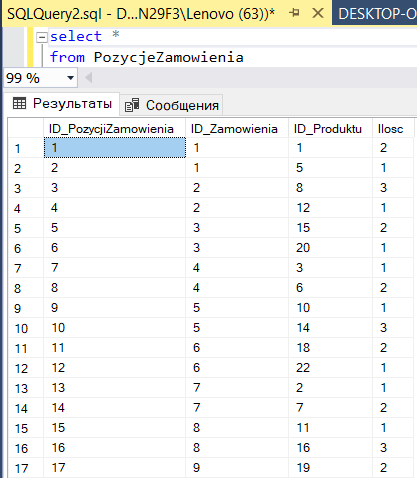 SQLQuery2.sql - D...N29F3\Lenovo (63))* DESKTOP-O
select *
from PozycjeZamowienia
99 %
Результаты Сообщения
ID_PozycjiZamowienia ID_Zamowienia ID_Produktu Ilosc
1 1 1 1 2
2 2 1 5 1
3 3 2 8 3
4 4 2 12 1
5 5 3 15 2
6 6 3 20 1
7 7 4 3 1
8 8 4 6 2
9 9 5 10 1
10 10 5 14 3
11 11 6 18 2
12 12 6 22 1
13 13 7 2 1
14 14 7 7 2
15 15 8 11 1
16 16 8 16 3
17 17 9 19 2